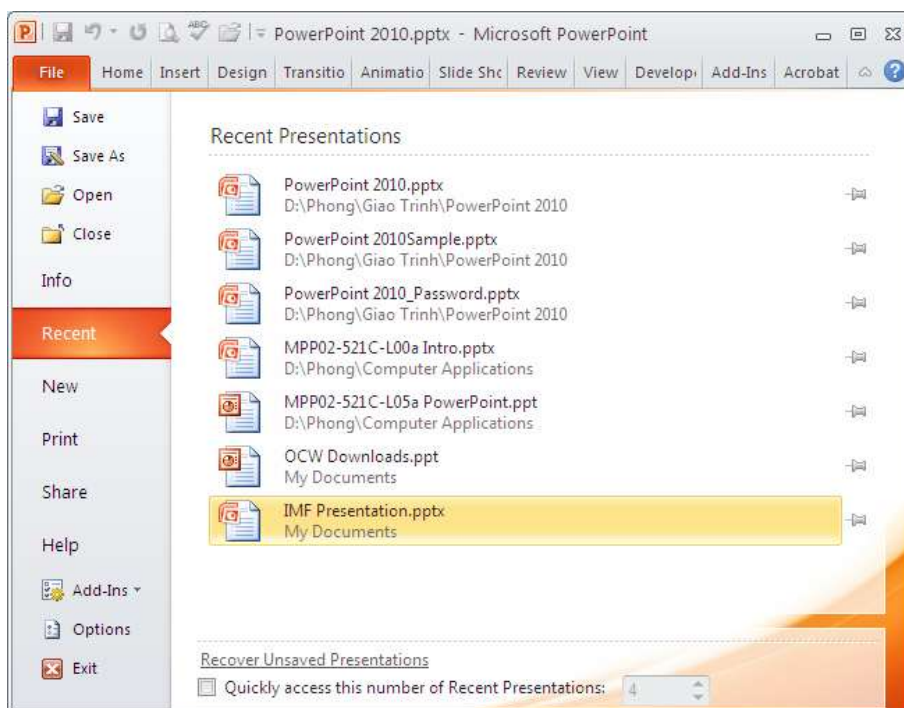 PowerPoint 2010.pptx - Microsoft PowerPoint
File Home Insert Design Transitio Animatio Slide Sho Review View Develope Add-Ins Acrobat
Save
Save As
Open
Close
Info
Recent
New
Print
Share
Help
Add-Ins
Options
Exit
Recent Presentations
PowerPoint 2010.pptx
D:\Phong\Giao Trinh\PowerPoint 2010
PowerPoint 2010Sample.pptx
D:\Phong\Giao Trinh\PowerPoint 2010
PowerPoint 2010_Password.pptx
D:\Phong\Giao Trinh\PowerPoint 2010
MPP02-521C-L00a Intro.pptx
D:\Phong\Computer Applications
MPP02-521C-L05a PowerPoint.ppt
D:\Phong\Computer Applications
OCW Downloads.ppt
My Documents
IMF Presentation.pptx
My Documents
Recover Unsaved Presentations
Quickly access this number of Recent Presentations: 4